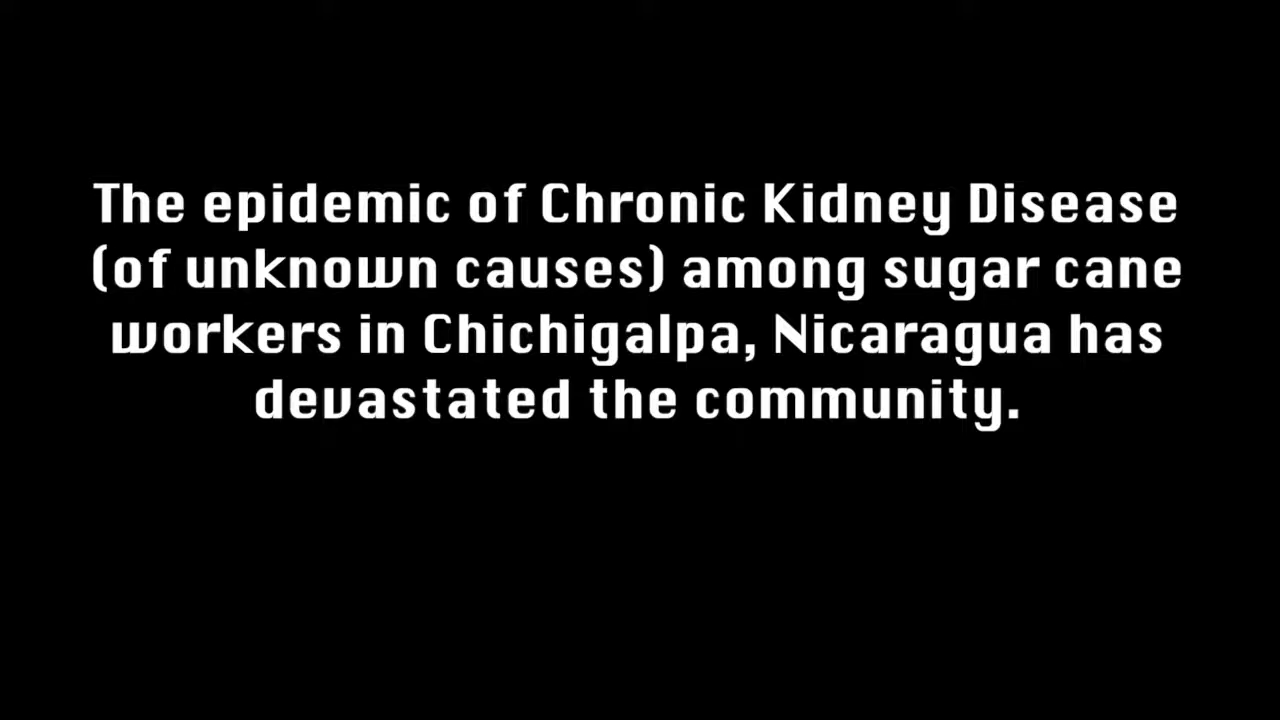 The epidemic of Chronic Kidney Disease
(of unknown causes) among sugar cane
workers in Chichigalpa, Nicaragua has
devastated the community.